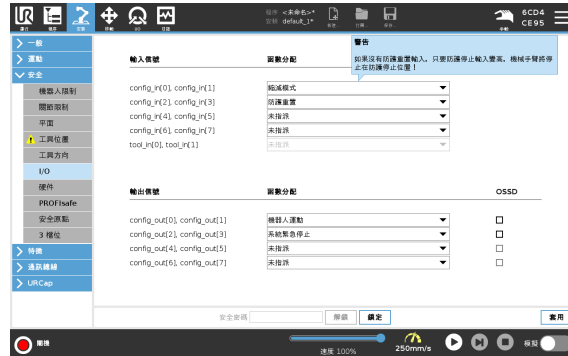 UR
運行
程序
安裝
移動
I/O
日誌
程序 <未命名>*
安裝 default_1*
新建...
打開...
保存...
手動
6CD4
CE95
一般
運動
安全
機器人限制
關節限制
平面
工具位置
工具方向
I/O
硬件
PROFIsafe
安全原點
3 檔位
特徵
通訊總線
URCap
警告
如果沒有防護重置輸入，只要防護停止輸入變高，機械手臂將停
止在防護停止位置！
輸入信號
函數分配
config_in[0], config_in[1]
縮減模式
config_in[2], config_in[3]
防護重置
config_in[4], config_in[5]
未指派
config_in[6], config_in[7]
未指派
tool_in[0], tool_in[1]
未指派
輸出信號
函數分配
OSSD
config_out[0], config_out[1]
機器人運動
config_out[2], config_out[3]
系統緊急停止
config_out[4], config_out[5]
未指派
config_out[6], config_out[7]
未指派
安全密碼
解鎖
鎖定
套用
關機
速度 100%
250mm/s
模擬